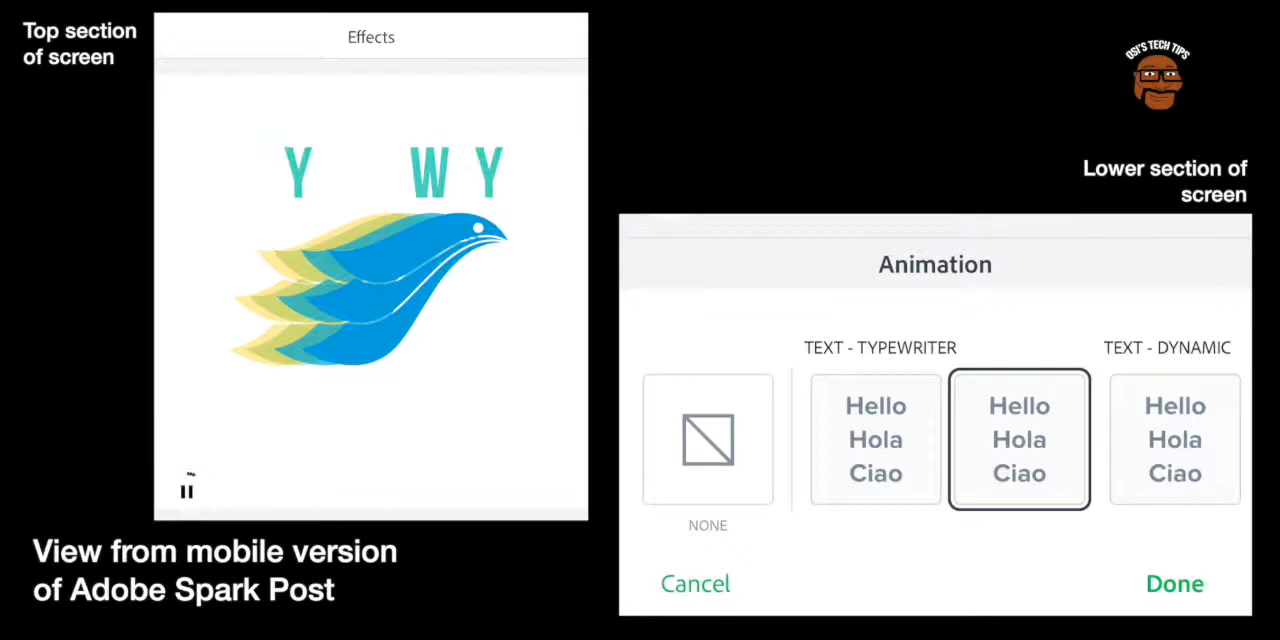 Top section
of screen
Effects
Y W Y
View from mobile version
of Adobe Spark Post
OSI'S TECH TIPS
Lower section of
screen
Animation
TEXT - TYPEWRITER
TEXT - DYNAMIC
Hello
Hola
Ciao
Hello
Hola
Ciao
Hello
Hola
Ciao
NONE
Cancel
Done